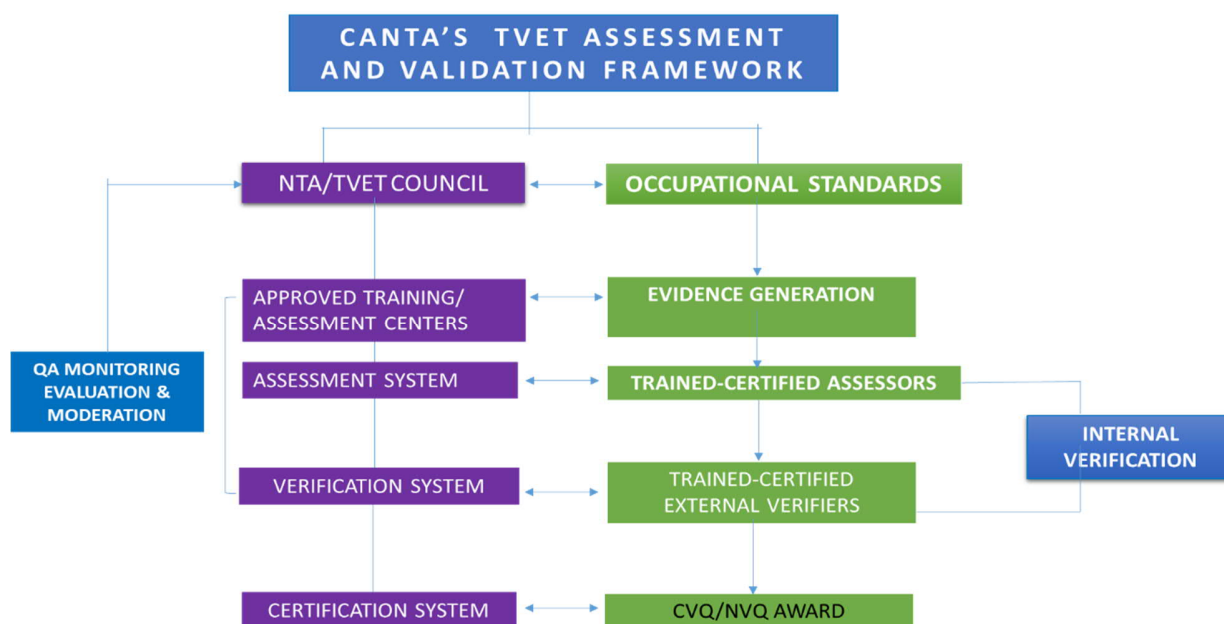 CANTA'S TVET ASSESSMENT
AND VALIDATION FRAMEWORK
NTA/TVET COUNCIL
OCCUPATIONAL STANDARDS
APPROVED TRAINING/
ASSESSMENT CENTERS
EVIDENCE GENERATION
QA MONITORING
EVALUATION &
MODERATION
ASSESSMENT SYSTEM
TRAINED-CERTIFIED ASSESSORS
INTERNAL
VERIFICATION
VERIFICATION SYSTEM
TRAINED-CERTIFIED
EXTERNAL VERIFIERS
CERTIFICATION SYSTEM
CVQ/NVQ AWARD